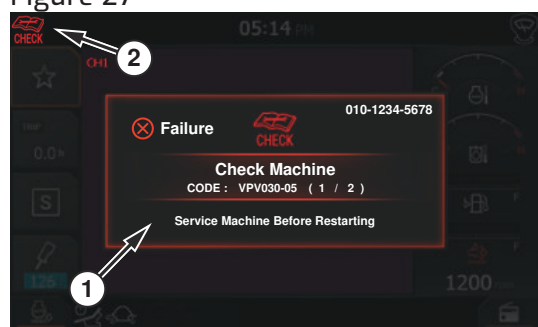 Figure 27
CHECK
05:14 PM
2
CH1
010-1234-5678
Failure
CHECK
Check Machine
CODE : VPV030-05 ( 1 / 2 )
Service Machine Before Restarting
0.0 h
S
F
F
1
126
1200